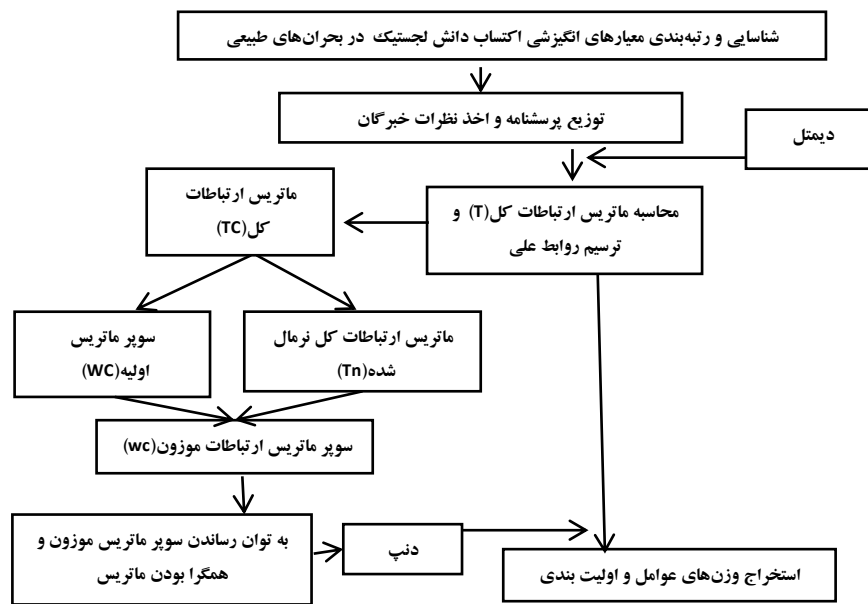 شناسایی و رتبه‌بندی معیارهای انگیزشی اکتساب دانش لجستیک در بحران‌های طبیعی
توزیع پرسشنامه و اخذ نظرات خبرگان
دیمتل
محاسبه ماتریس ارتباطات کل(T) و
ترسیم روابط علی
ماتریس ارتباطات
کل(TC)
ماتریس ارتباطات کل نرمال
شده(Tn)
سوپر ماتریس
اولیه(WC)
سوپر ماتریس ارتباطات موزون(wc)
به توان رساندن سوپر ماتریس موزون و
همگرا بودن ماتریس
دنپ
استخراج وزن‌های عوامل و اولیت بندی